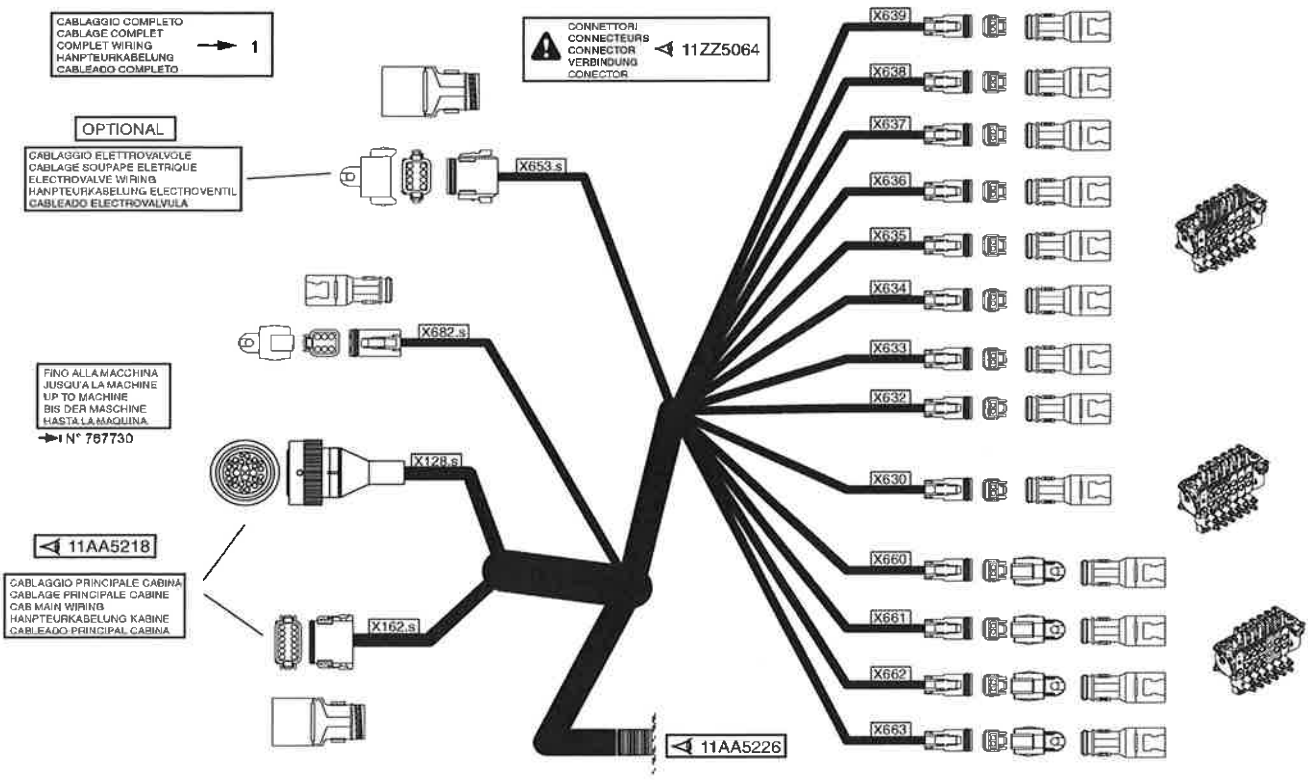 CABLAGGIO COMPLETO
CABLAGE COMPLET
COMPLET WIRING
HANPTEURKABELUNG
CABLEADO COMPLETO
1
CONNETTORI
CONNECTEURS
CONNECTOR
VERBINDUNG
CONECTOR
11ZZ5064
OPTIONAL
CABLAGGIO ELETTROVALVOLE
CABLAGE SOUPAPE ELETRIQUE
ELECTROVALVE WIRING
HANPTEURKABELUNG ELECTROVENTIL
CABLEADO ELECTROVALVULA
X653.s
X682.s
FINO ALLA MACCHINA
JUSQU'A LA MACHINE
UP TO MACHINE
BIS DER MASCHINE
HASTA LA MAQUINA
N° 767730
X128.s
11AA5218
CABLAGGIO PRINCIPALE CABINA
CABLAGE PRINCIPALE CABINE
CAB MAIN WIRING
HANPTEURKABELUNG KABINE
CABLEADO PRINCIPAL CABINA
X162.s
11AA5226
X639
X638
X637
X636
X635
X634
X633
X632
X630
X660
X661
X662
X663